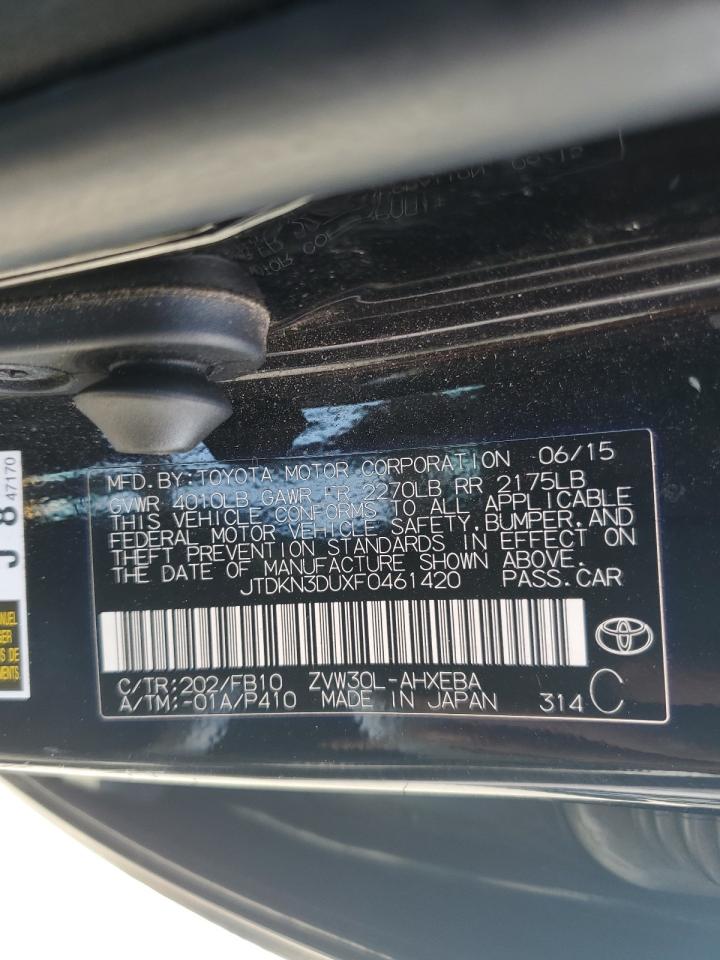 MFD. BY: TOYOTA MOTOR CORPORATION 06/15
GVWR 4010LB GAWR FR 2270LB RR 2175LB
THIS VEHICLE CONFORMS TO ALL APPLICABLE
FEDERAL MOTOR VEHICLE SAFETY, BUMPER, AND
THEFT PREVENTION STANDARDS IN EFFECT ON
THE DATE OF MANUFACTURE SHOWN ABOVE.
JTDKN3DUXF0461420 PASS. CAR
C/TR: 202/FB10 ZVW30L-AHXEBA
A/TM: -01A/P410 MADE IN JAPAN 314 C
J 8 47170